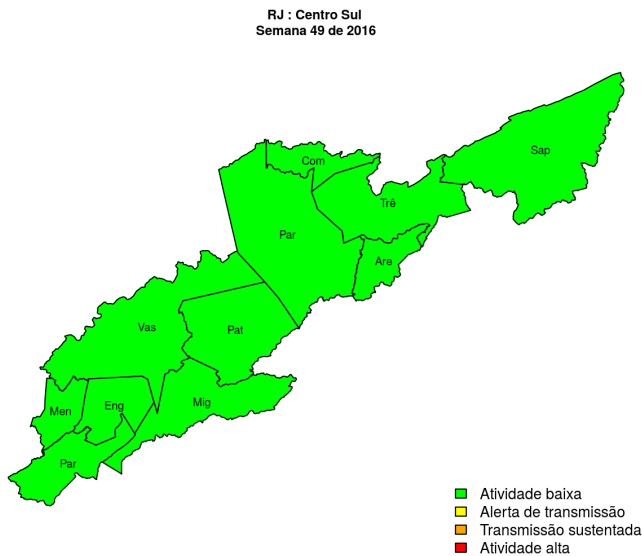 RJ : Centro Sul
Semana 49 de 2016
Sap
Com
Trê
Par
Are
Vas
Pat
Men
Eng
Mig
Par
Atividade baixa
Alerta de transmissão
Transmissão sustentada
Atividade alta